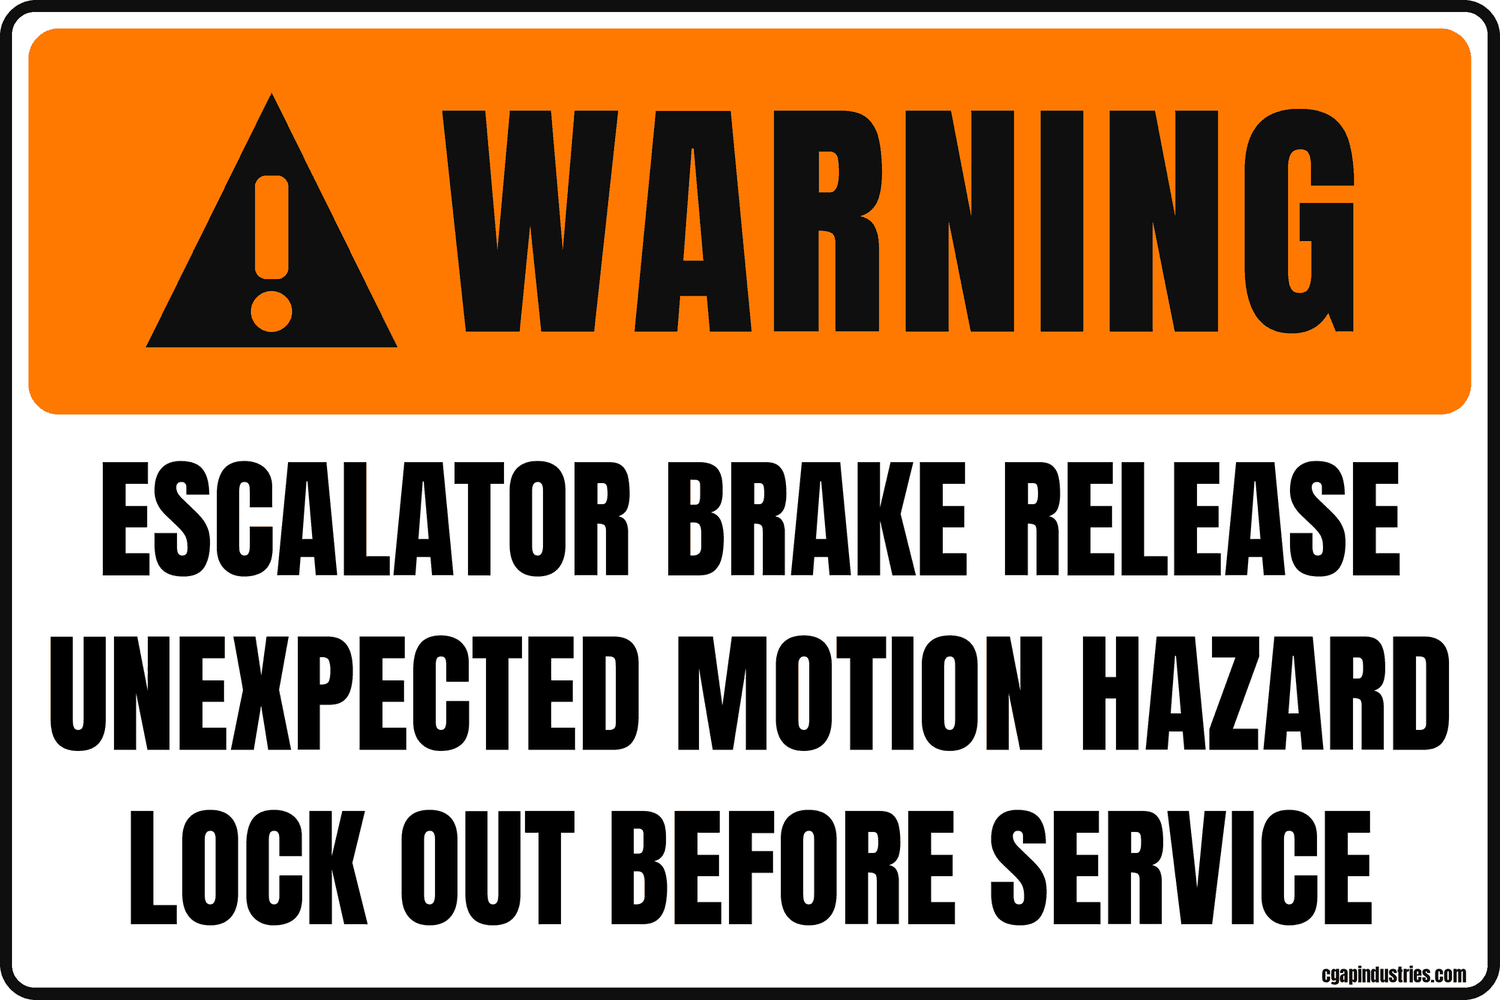 WARNING
ESCALATOR BRAKE RELEASE
UNEXPECTED MOTION HAZARD
LOCK OUT BEFORE SERVICE
cgapindustries.com